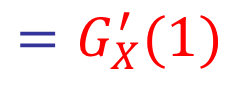 = G′_X(1)